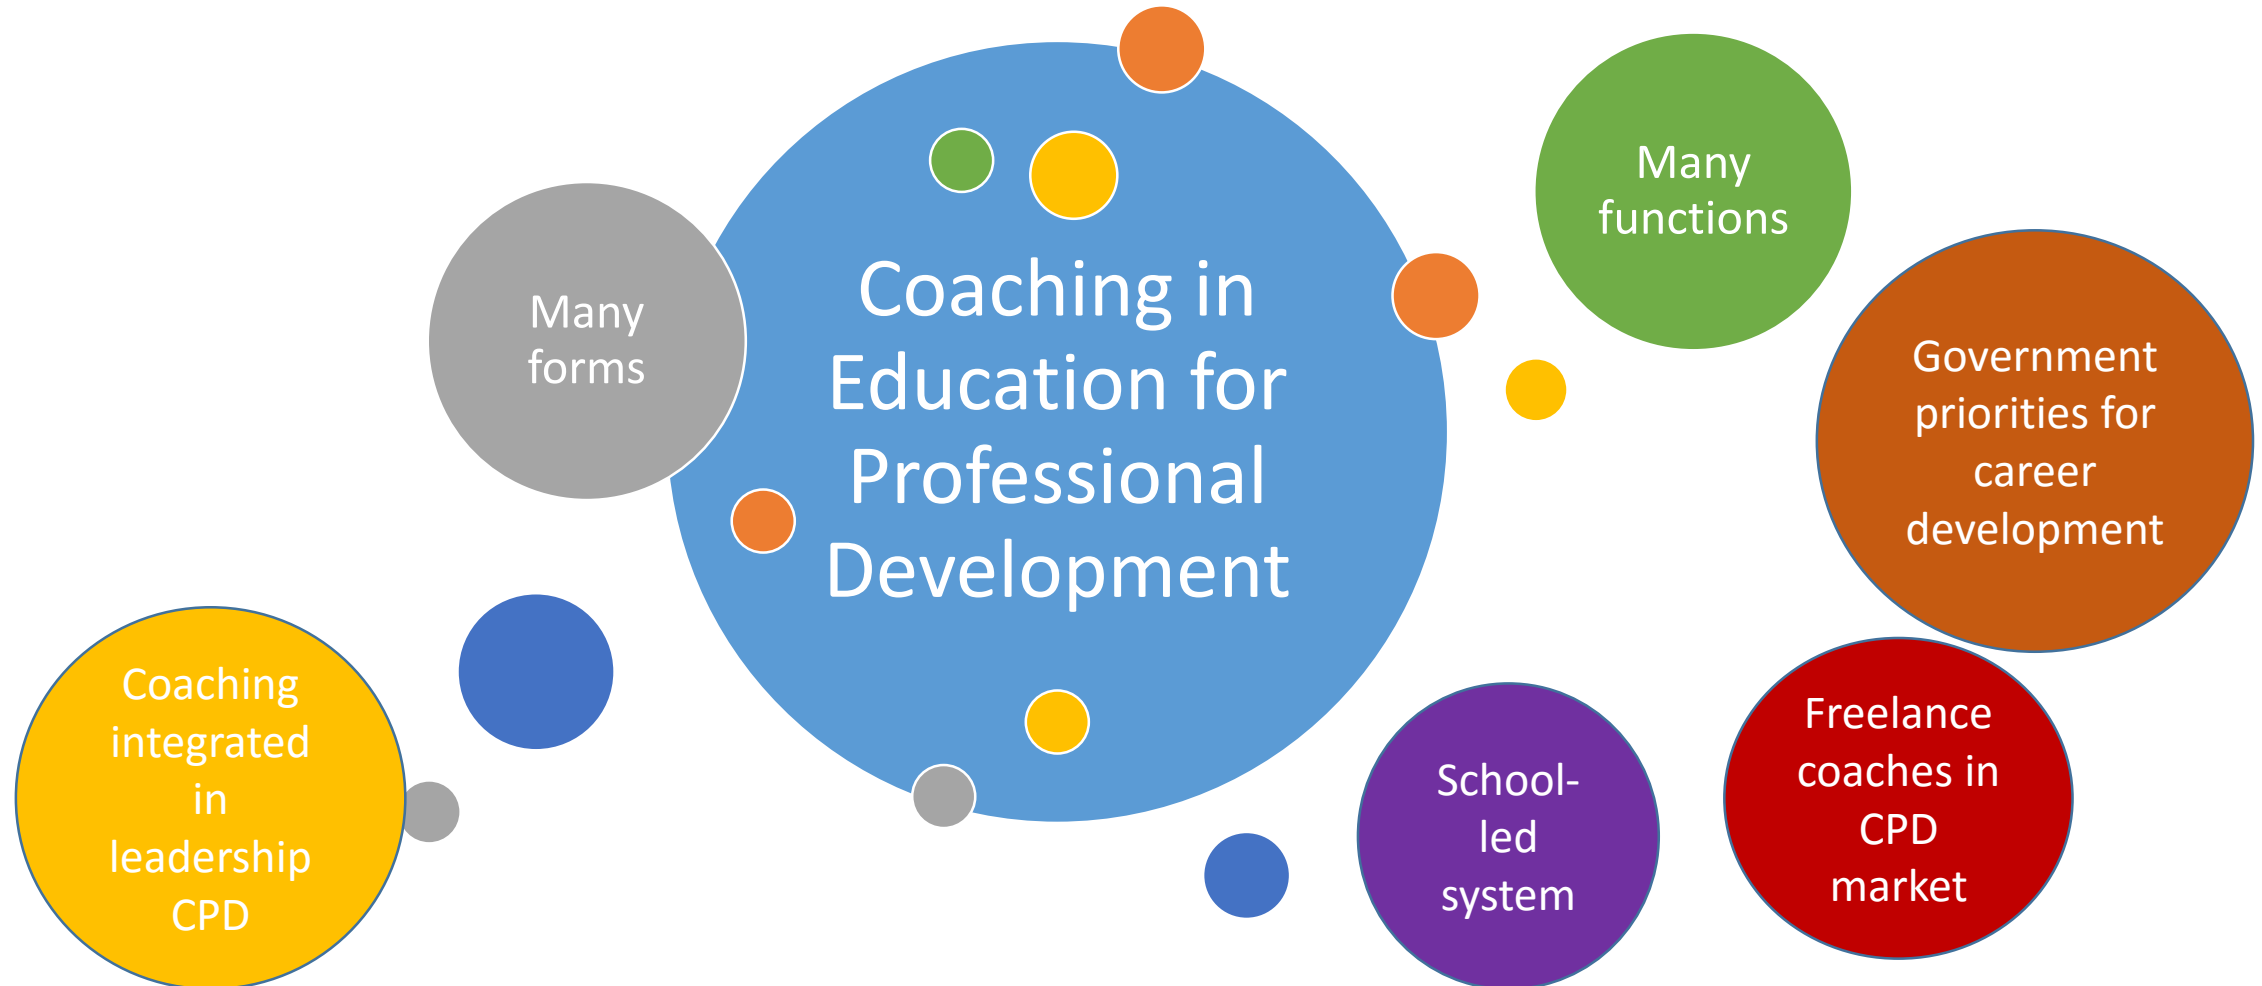 Coaching in
Education for
Professional
Development
Many
forms
Many
functions
Government
priorities for
career
development
Freelance
coaches in
CPD
market
School-
led
system
Coaching
integrated
in
leadership
CPD